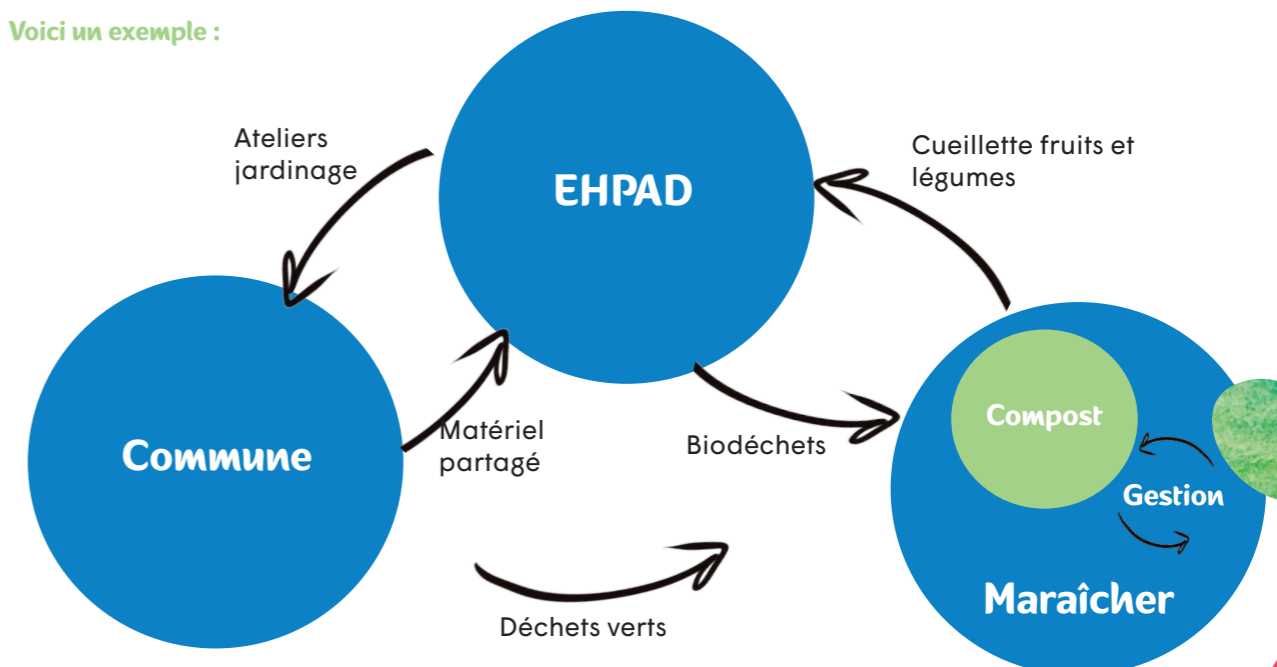 Voici un exemple :
Ateliers
jardinage
EHPAD
Cueillette fruits et
légumes
Commune
Matériel
partagé
Biodéchets
Compost
Gestion
Maraîcher
Déchets verts